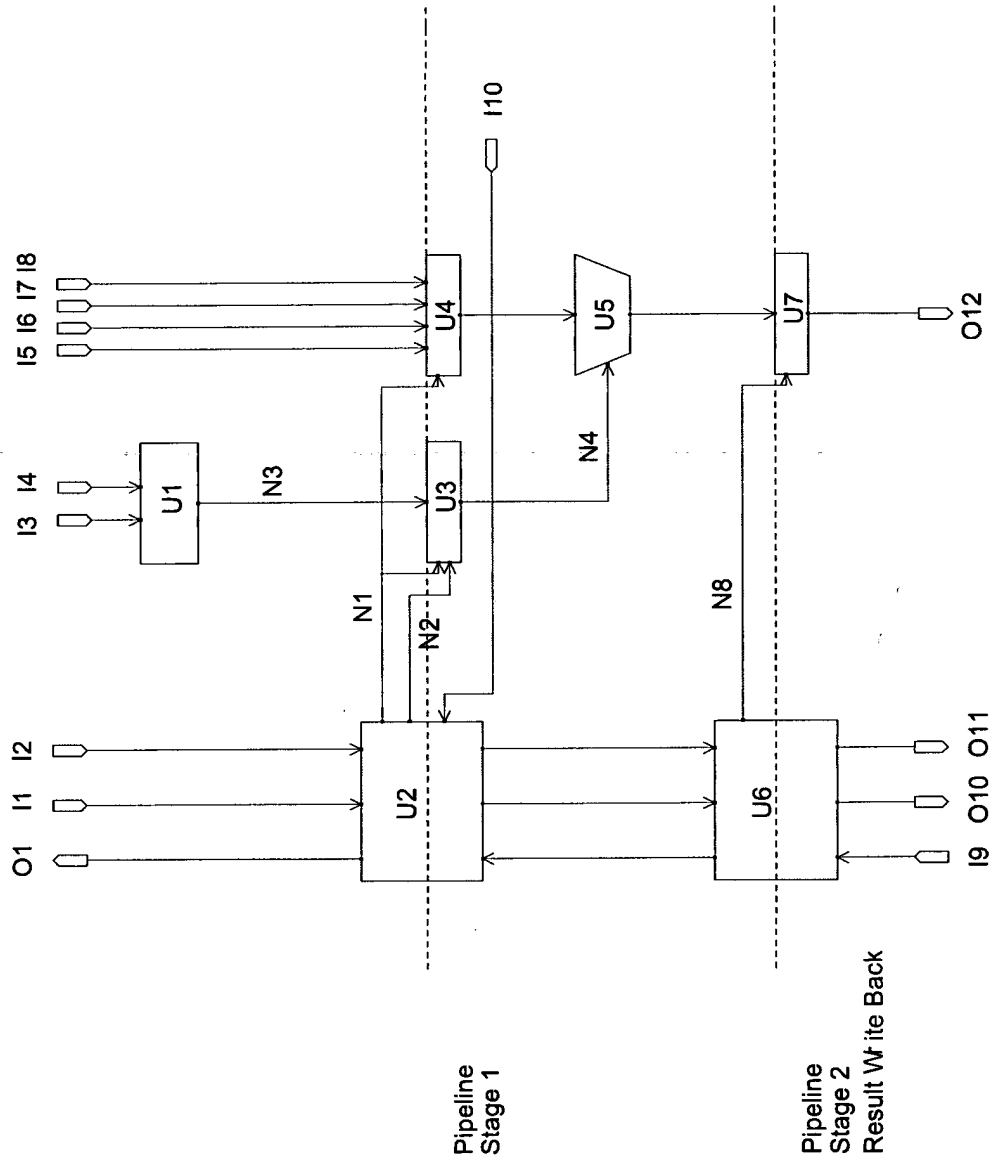 O1
I1
I2
I3
I4
I5
I6
I7
I8
U1
N3
N1
N2
U2
U3
U4
I10
Pipeline
Stage 1
N4
U5
N8
U6
U7
Pipeline
Stage 2
Result Write Back
I9
O10
O11
O12